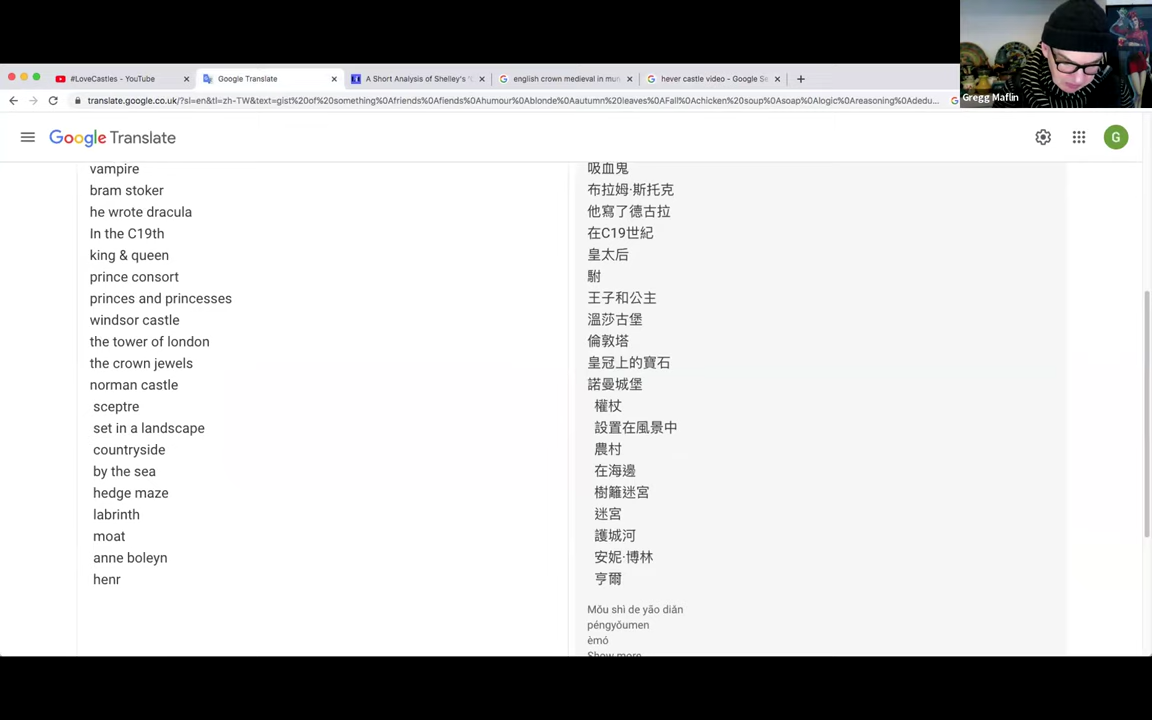 #LoveCastles - YouTube
Google Translate
A Short Analysis of Shelley's "
english crown medieval in mus
hever castle video - Google Se
translate.google.co.uk/?sl=en&tl=zh-TW&text=gist%20of%20something%0Afriends%0Afiends%0Ahumour%0Ablonde%0Aautumn%20leaves%0AFall%0Achicken%20soup%0Asoap%0Alogic%0Areasoning%0Adedu...
Gregg Maflin
Google Translate
G
vampire
bram stoker
he wrote dracula
In the C19th
king & queen
prince consort
princes and princesses
windsor castle
the tower of london
the crown jewels
norman castle
sceptre
set in a landscape
countryside
by the sea
hedge maze
labrinth
moat
anne boleyn
henr
吸血鬼
布拉姆·斯托克
他寫了德古拉
在C19世紀
皇太后
駙
王子和公主
溫莎古堡
倫敦塔
皇冠上的寶石
諾曼城堡
權杖
設置在風景中
農村
在海邊
樹籬迷宮
迷宮
護城河
安妮·博林
亨爾
Mǒu shì de yāo diǎn
péngyǒumen
èmó
Show more